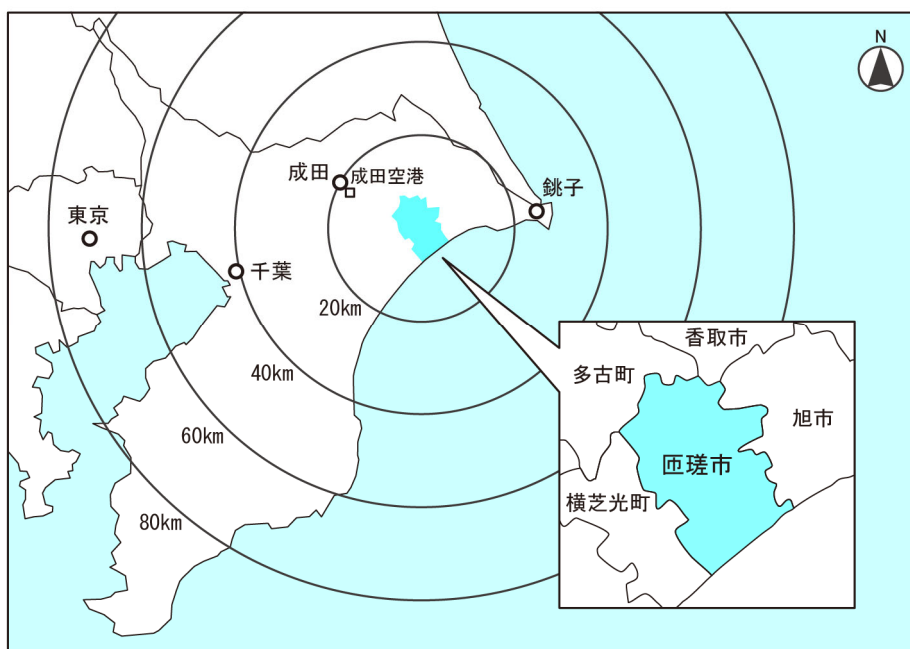 N
成田
成田空港
銚子
東京
千葉
20km
40km
60km
80km
香取市
多古町
旭市
匝瑳市
横芝光町